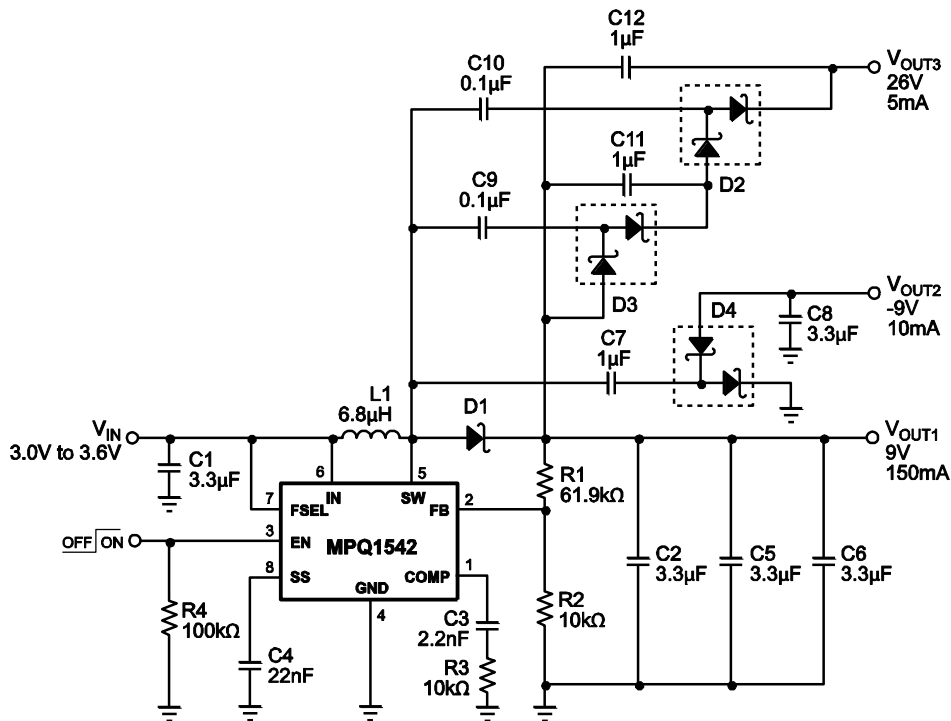 C12
1µF
VOUT3
26V
5mA
C10
0.1µF
C11
1µF
D2
C9
0.1µF
D3
VOUT2
-9V
10mA
C8
3.3µF
D4
C7
1µF
L1
6.8µH
D1
VIN
3.0V to 3.6V
VOUT1
9V
150mA
C1
3.3µF
6
5
IN
SW
R1
61.9kΩ
7
FSEL
FB
2
OFF ON
3
EN
MPQ1542
8
SS
COMP
1
GND
4
C2
3.3µF
C5
3.3µF
C6
3.3µF
R4
100kΩ
C4
22nF
C3
2.2nF
R3
10kΩ
R2
10kΩ